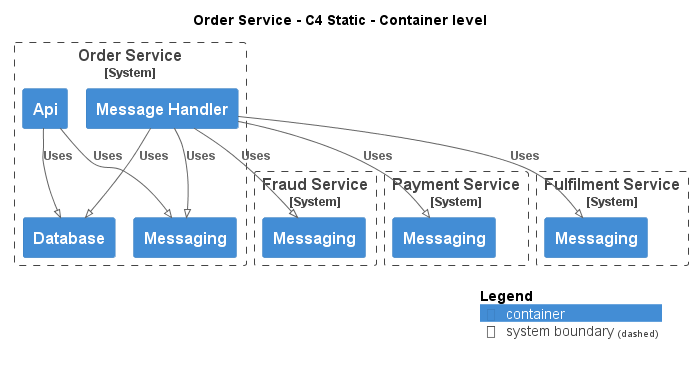 Order Service - C4 Static - Container level
Order Service
[System]
Api
Message Handler
Uses
Uses
Uses
Uses
Uses
Uses
Uses
Fraud Service
[System]
Payment Service
[System]
Fulfilment Service
[System]
Database
Messaging
Messaging
Messaging
Messaging
Legend
container
system boundary (dashed)